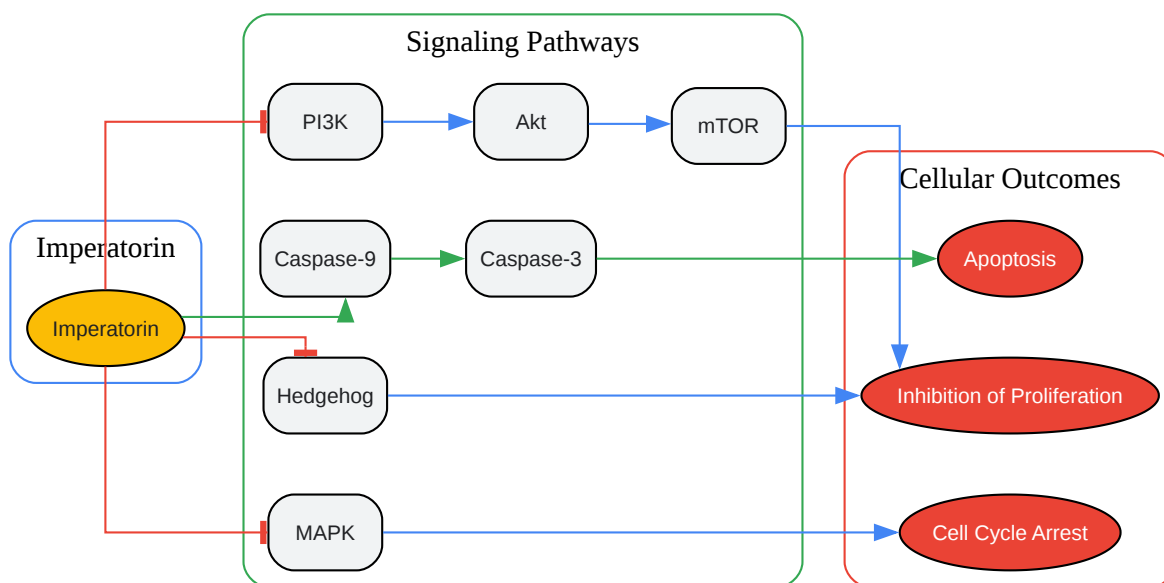 Signaling Pathways
PI3K
Akt
mTOR
Cellular Outcomes
Imperatorin
Caspase-9
Caspase-3
Apoptosis
Imperatorin
Hedgehog
Inhibition of Proliferation
MAPK
Cell Cycle Arrest